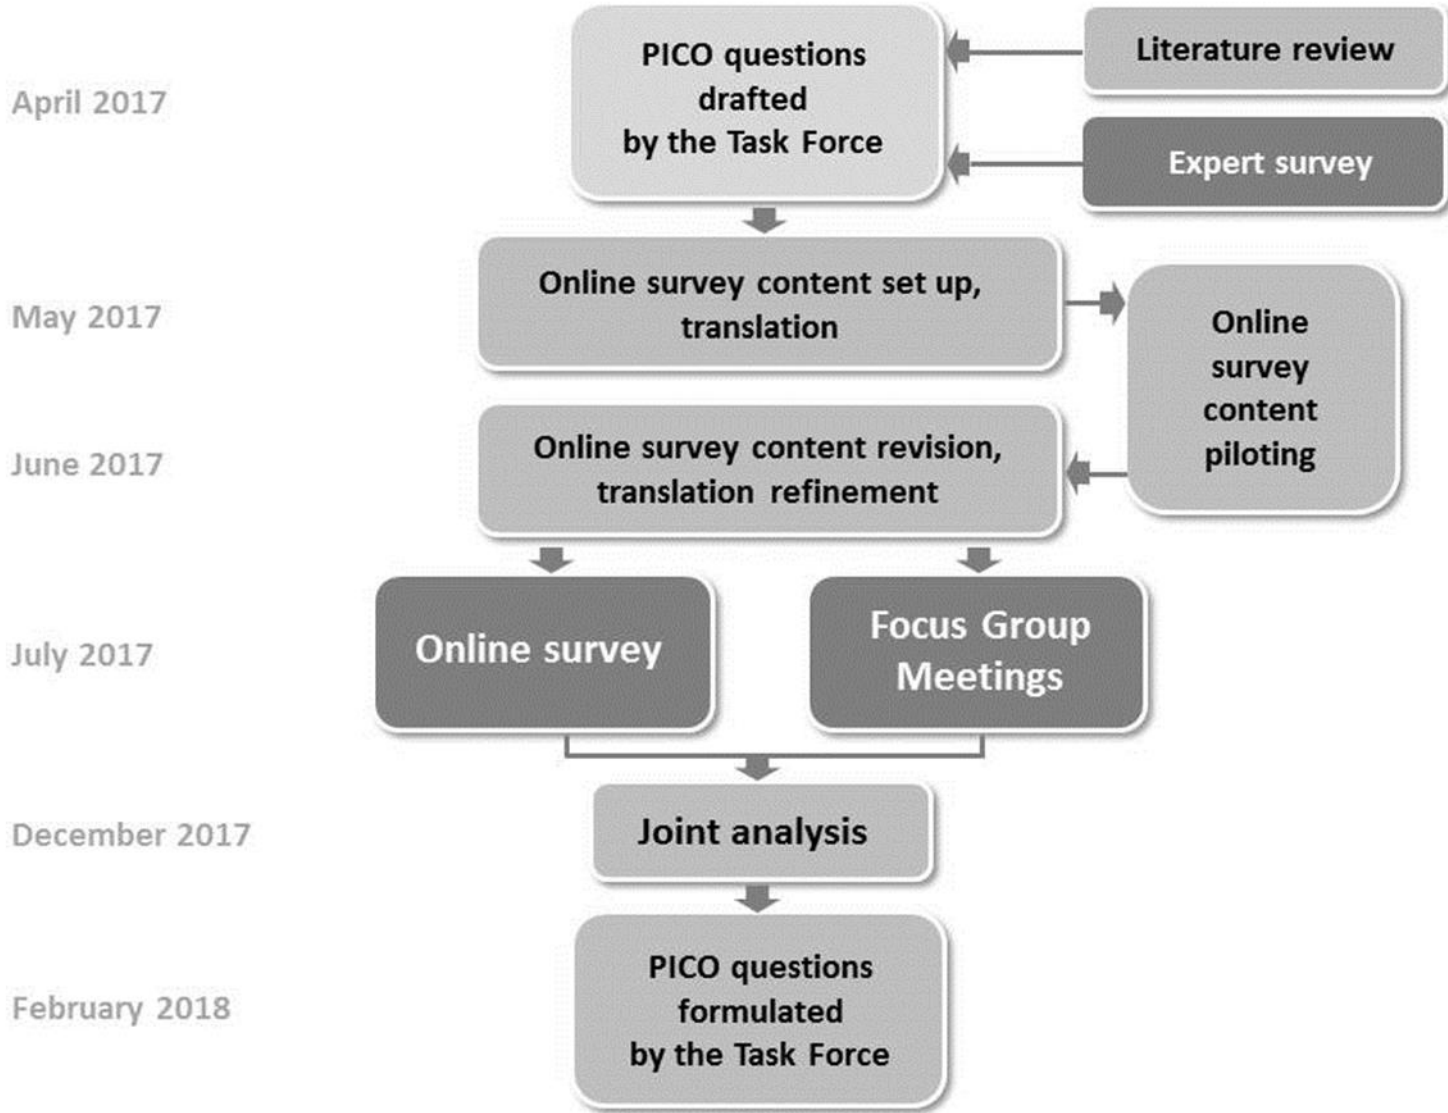 April 2017
PICO questions
drafted
by the Task Force
Literature review
Expert survey
May 2017
Online survey content set up,
translation
Online
survey
content
piloting
June 2017
Online survey content revision,
translation refinement
July 2017
Online survey
Focus Group
Meetings
December 2017
Joint analysis
February 2018
PICO questions
formulated
by the Task Force